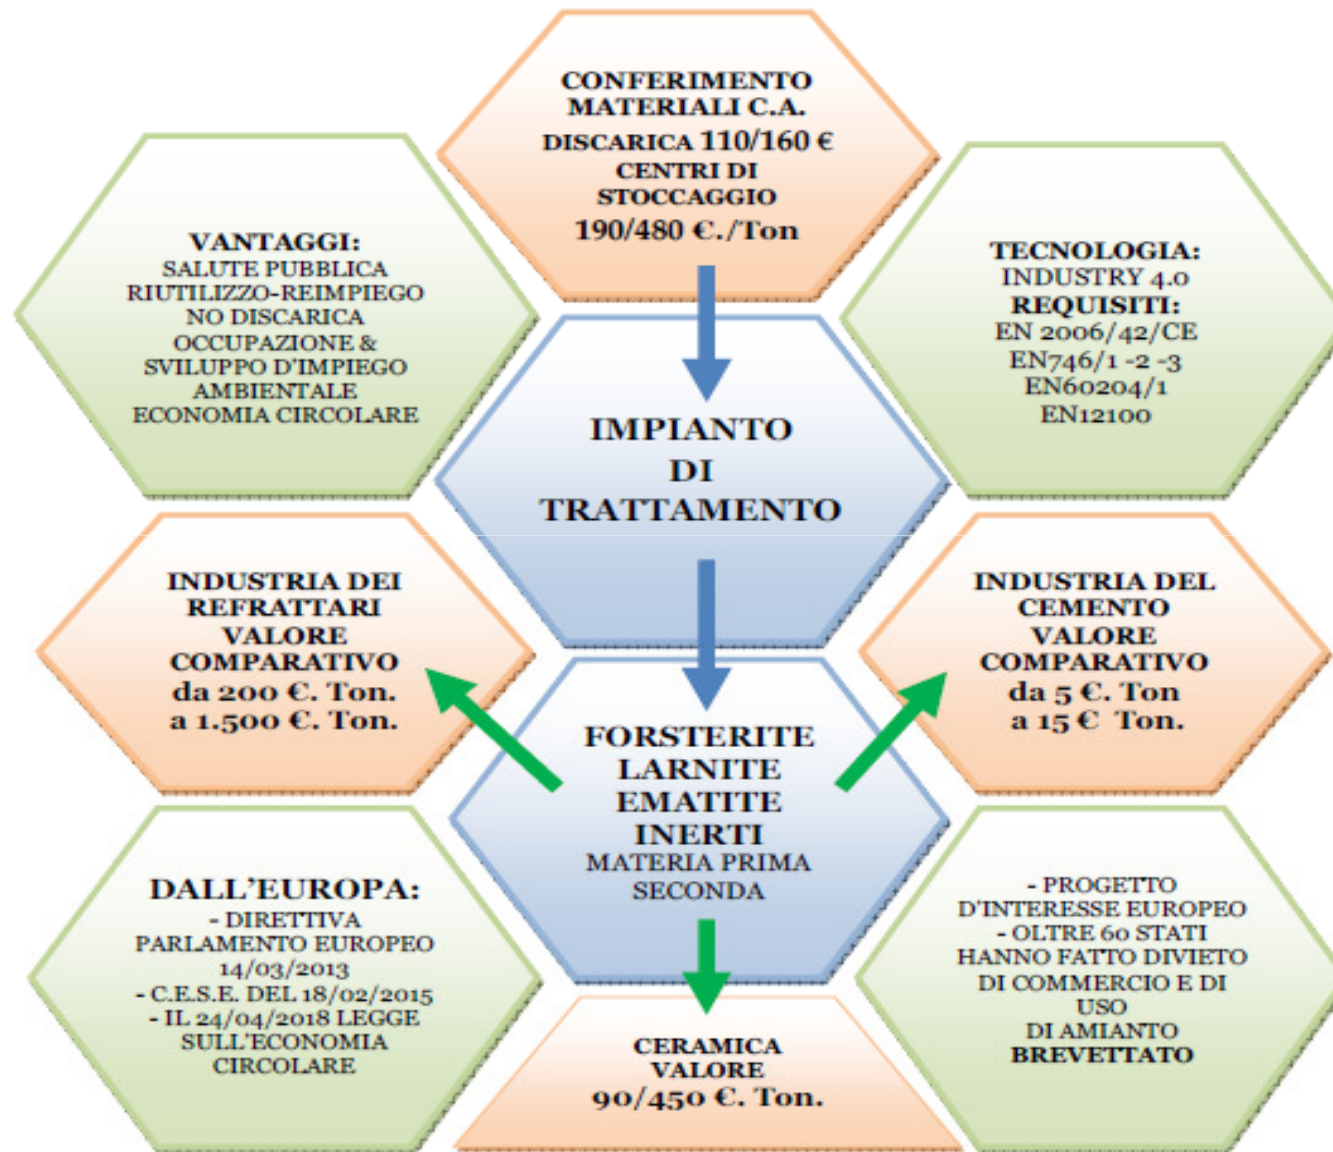 CONFERIMENTO
MATERIALI C.A.
DISCARICA 110/160 €
CENTRI DI
STOCCAGGIO
190/480 €./Ton
VANTAGGI:
SALUTE PUBBLICA
RIUTILIZZO-REIMPIEGO
NO DISCARICA
OCCUPAZIONE &
SVILUPPO D'IMPIEGO
AMBIENTALE
ECONOMIA CIRCOLARE
TECNOLOGIA:
INDUSTRY 4.0
REQUISITI:
EN 2006/42/CE
EN746/1 -2 -3
EN60204/1
EN12100
IMPIANTO
DI
TRATTAMENTO
INDUSTRIA DEI
REFRATTARI
VALORE
COMPARATIVO
da 200 €. Ton.
a 1.500 €. Ton.
INDUSTRIA DEL
CEMENTO
VALORE
COMPARATIVO
da 5 €. Ton
a 15 € Ton.
FORSTERITE
LARNITE
EMATITE
INERTI
MATERIA PRIMA
SECONDA
DALL'EUROPA:
- DIRETTIVA
PARLAMENTO EUROPEO
14/03/2013
- C.E.S.E. DEL 18/02/2015
- IL 24/04/2018 LEGGE
SULL'ECONOMIA
CIRCOLARE
- PROGETTO
D'INTERESSE EUROPEO
- OLTRE 60 STATI
HANNO FATTO DIVIETO
DI COMMERCIO E DI
USO
DI AMIANTO
BREVETTATO
CERAMICA
VALORE
90/450 €. Ton.